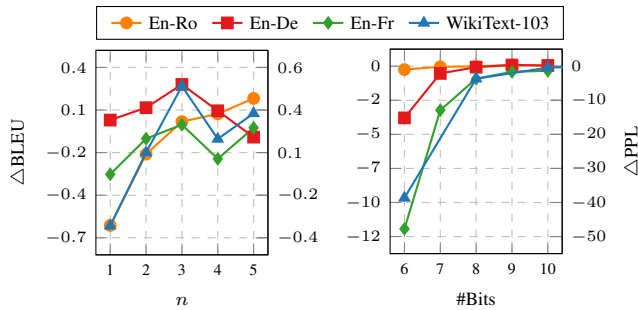 En-Ro En-De En-Fr WikiText-103
0.4 0.6 0 0
0.1 0.4 −2 −10
−0.2 0.1 −5 −20
−0.4 −0.2 −7 −30
−0.7 −0.4 −10 −40
−12 −50
△BLEU △PPL
1 2 3 4 5 6 7 8 9 10
n #Bits